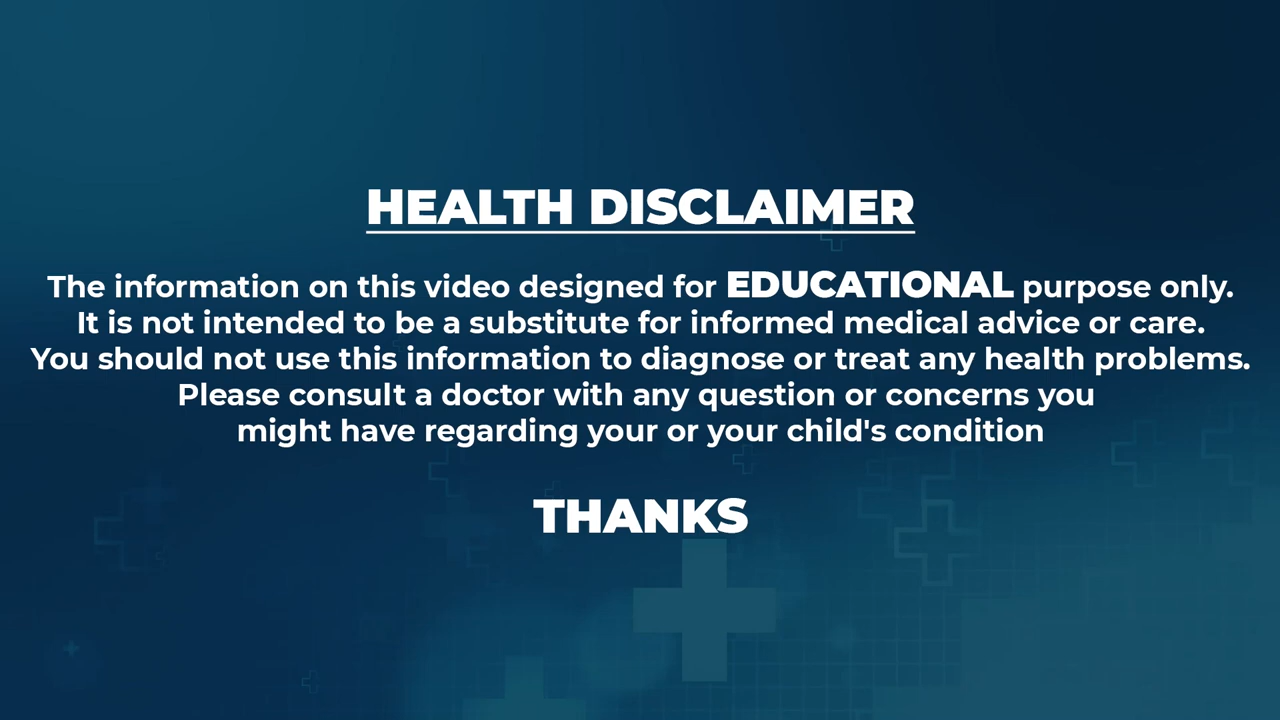 HEALTH DISCLAIMER
The information on this video designed for EDUCATIONAL purpose only.
It is not intended to be a substitute for informed medical advice or care.
You should not use this information to diagnose or treat any health problems.
Please consult a doctor with any question or concerns you
might have regarding your or your child's condition
THANKS